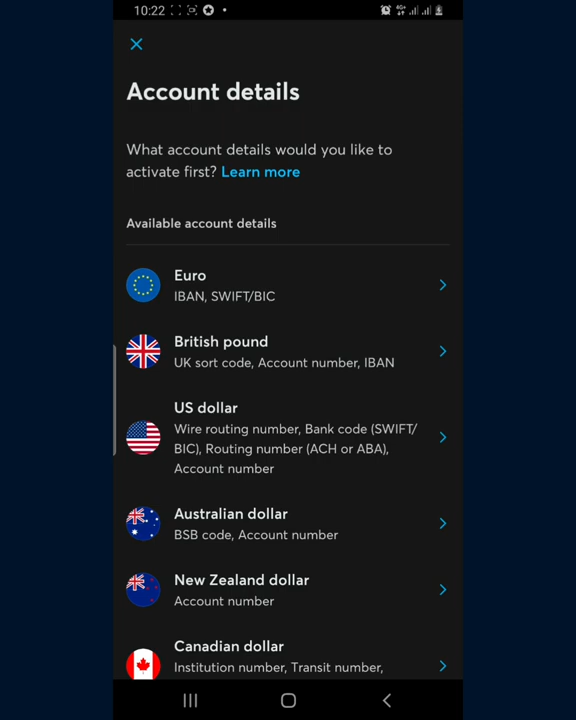 10:22
4G+
Account details
What account details would you like to
activate first? Learn more
Available account details
Euro
IBAN, SWIFT/BIC
British pound
UK sort code, Account number, IBAN
US dollar
Wire routing number, Bank code (SWIFT/
BIC), Routing number (ACH or ABA),
Account number
Australian dollar
BSB code, Account number
New Zealand dollar
Account number
Canadian dollar
Institution number, Transit number,